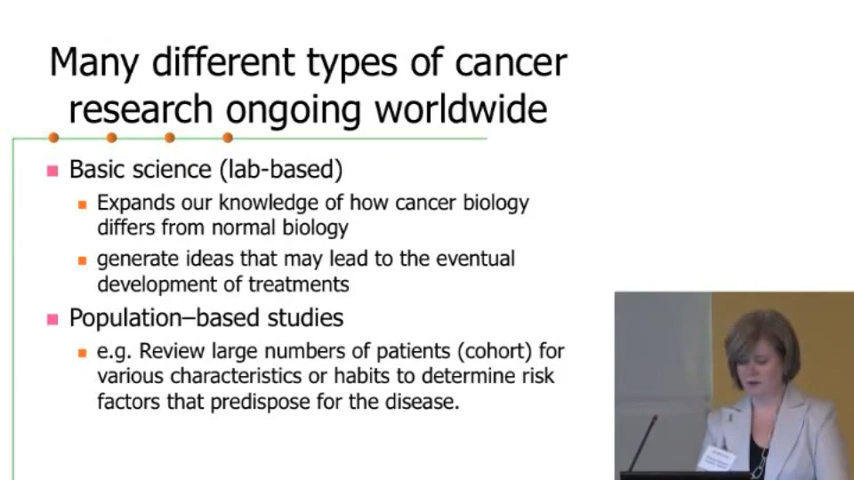 Many different types of cancer
research ongoing worldwide
Basic science (lab-based)
Expands our knowledge of how cancer biology
differs from normal biology
generate ideas that may lead to the eventual
development of treatments
Population–based studies
e.g. Review large numbers of patients (cohort) for
various characteristics or habits to determine risk
factors that predispose for the disease.